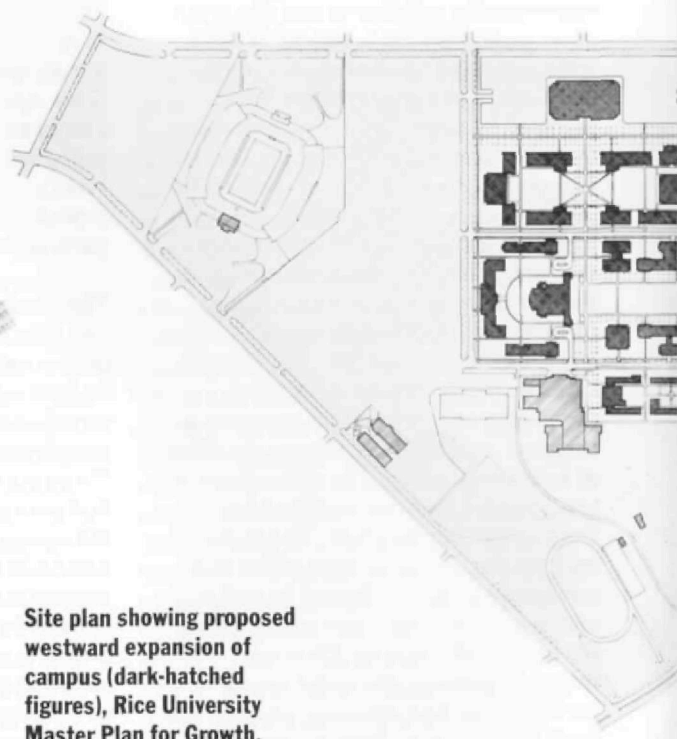 Site plan showing proposed
westward expansion of
campus (dark-hatched
figures), Rice University
Master Plan for Growth,